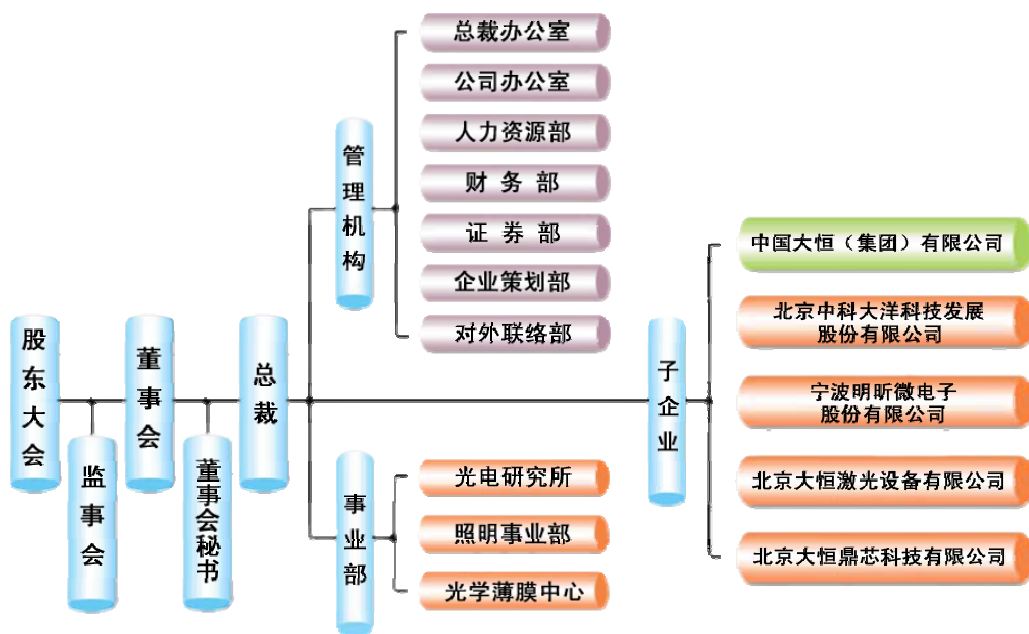 总裁办公室
公司办公室
人力资源部
财务部
证券部
企业策划部
对外联络部
管理机构
股东大会
监事会
董事会
董事会秘书
总裁
事业部
光电研究所
照明事业部
光学薄膜中心
子企业
中国大恒（集团）有限公司
北京中科大洋科技发展
股份有限公司
宁波明昕微电子
股份有限公司
北京大恒激光设备有限公司
北京大恒鼎芯科技有限公司